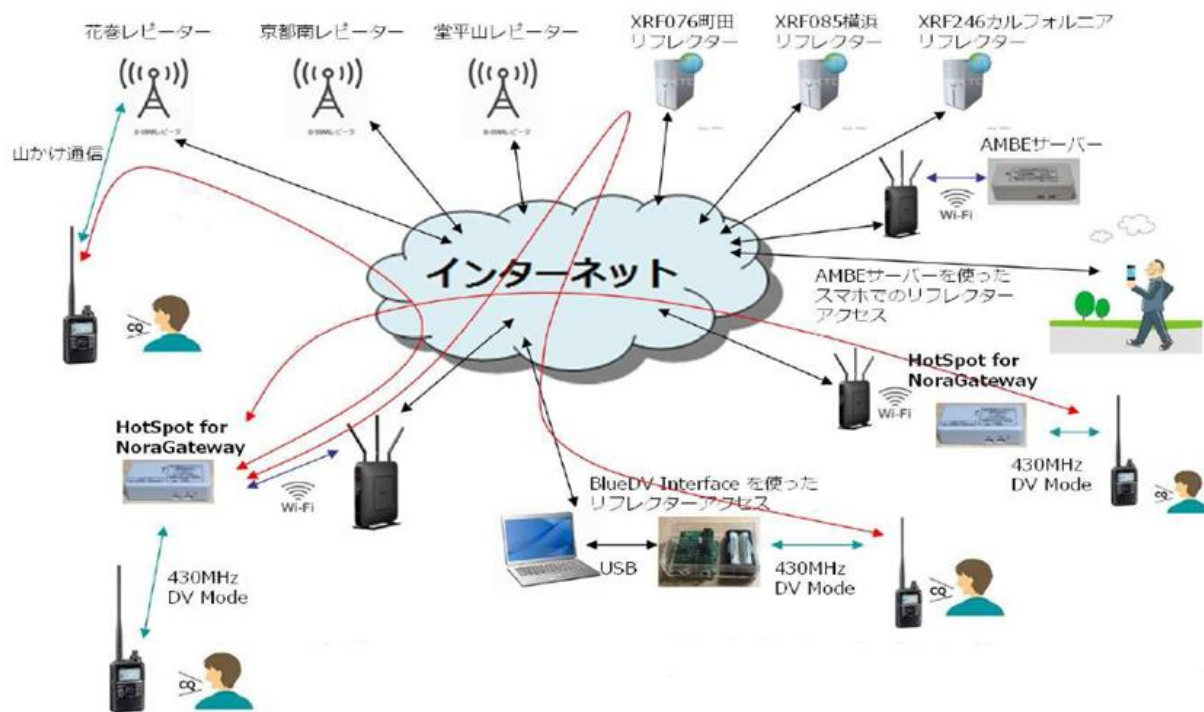 花巻レピーター
京都南レピーター
堂平山レピーター
XRF076町田
リフレクター
XRF085横浜
リフレクター
XRF246カルフォルニア
リフレクター
山かけ通信
AMBEサーバー
Wi-Fi
インターネット
AMBEサーバーを使った
スマホでのリフレクター
アクセス
CQ
HotSpot for
NoraGateway
Wi-Fi
HotSpot for
NoraGateway
Wi-Fi
430MHz
DV Mode
CQ
BlueDV Interface を使った
リフレクターアクセス
USB
430MHz
DV Mode
CQ
430MHz
DV Mode
CQ